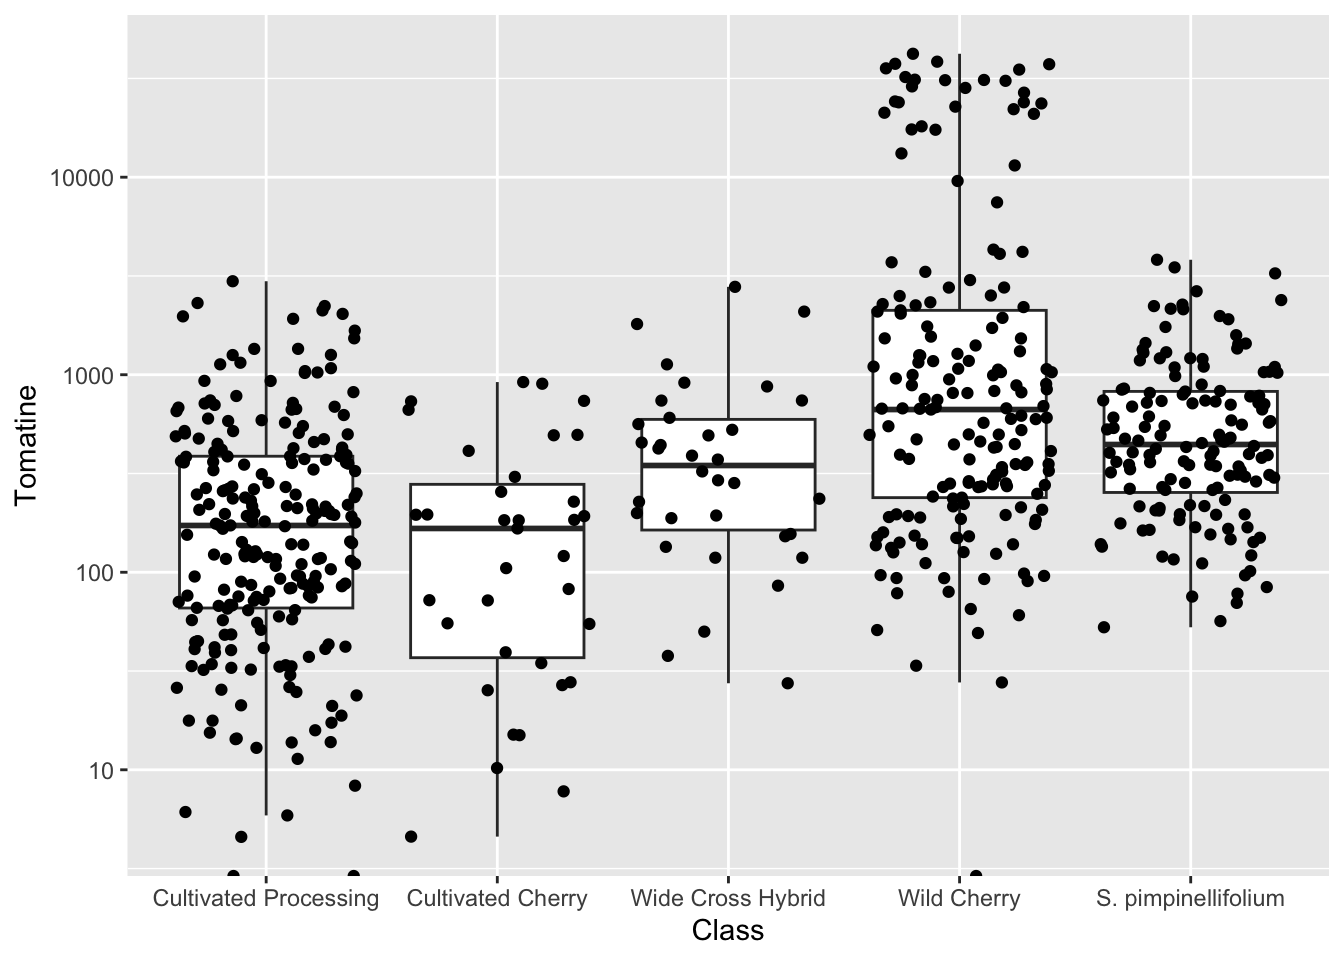 Tomatine
10000
1000
100
10
Cultivated Processing
Cultivated Cherry
Wide Cross Hybrid
Wild Cherry
S. pimpinellifolium
Class